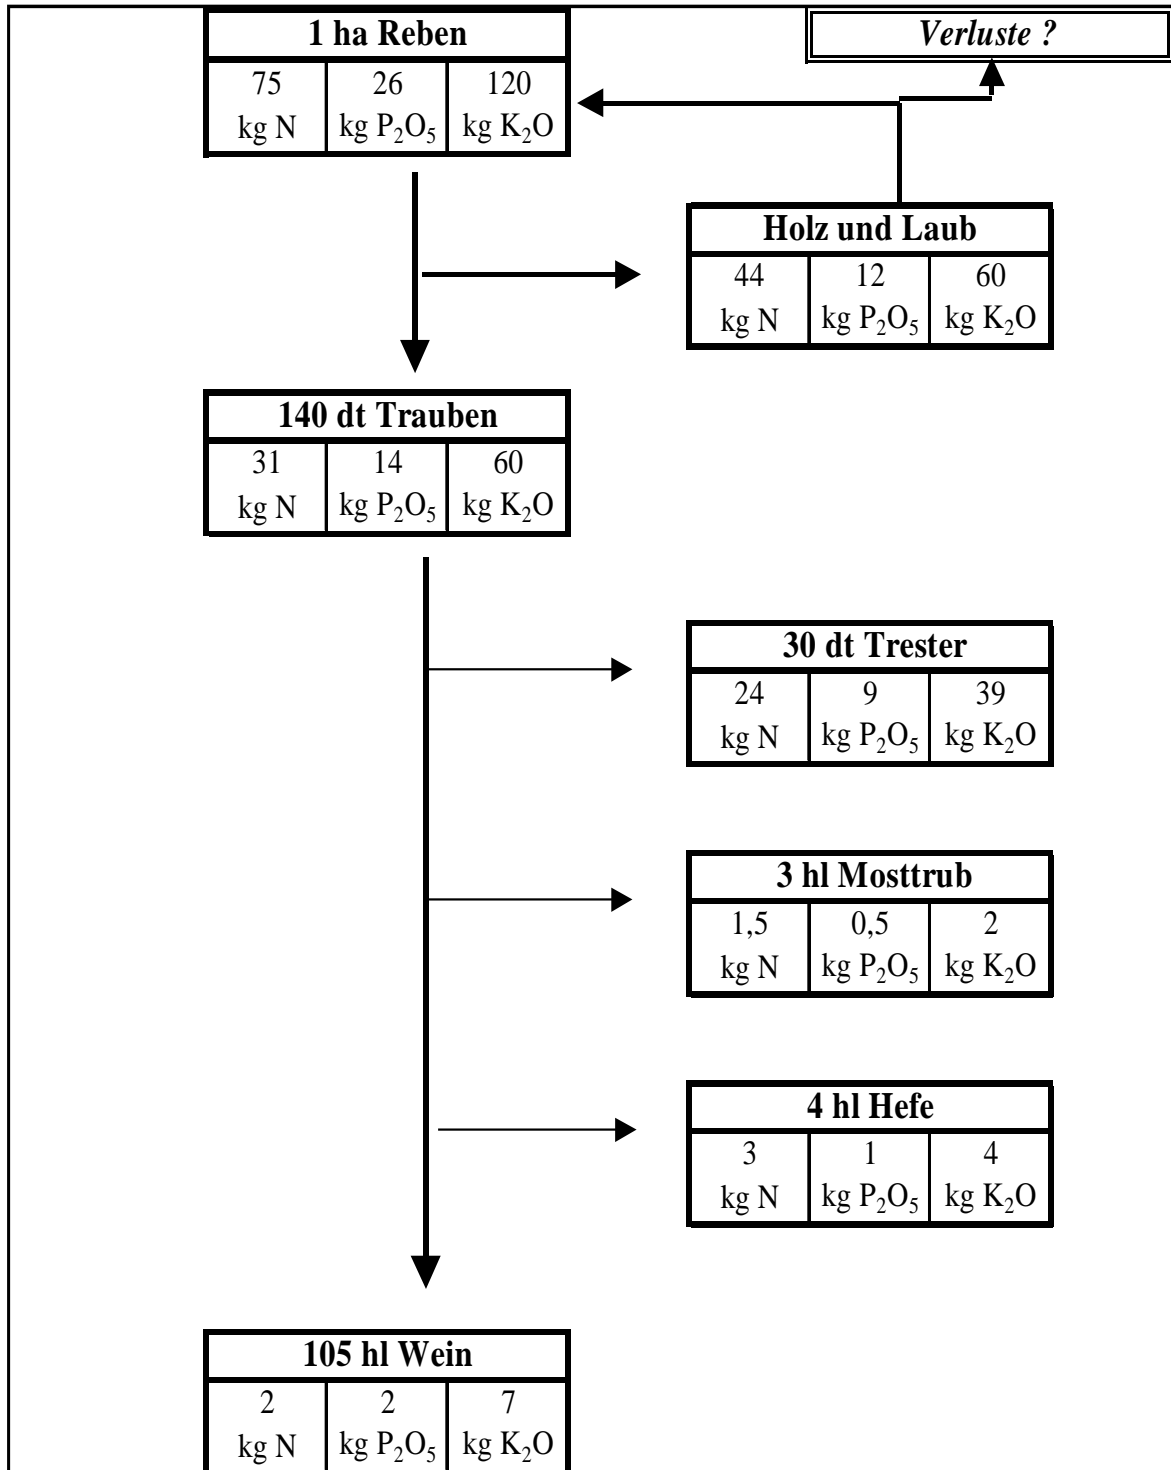 1 ha Reben
75 26 120
kg N kg P₂O₅ kg K₂O
Verluste ?
Holz und Laub
44 12 60
kg N kg P₂O₅ kg K₂O
140 dt Trauben
31 14 60
kg N kg P₂O₅ kg K₂O
30 dt Trester
24 9 39
kg N kg P₂O₅ kg K₂O
3 hl Mosttrub
1,5 0,5 2
kg N kg P₂O₅ kg K₂O
4 hl Hefe
3 1 4
kg N kg P₂O₅ kg K₂O
105 hl Wein
2 2 7
kg N kg P₂O₅ kg K₂O